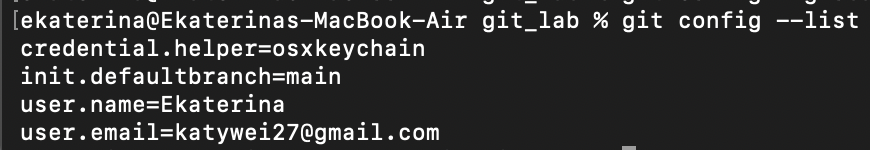 [ekaterina@Ekaterinas-MacBook-Air git_lab % git config --list
credential.helper=osxkeychain
init.defaultbranch=main
user.name=Ekaterina
user.email=katywei27@gmail.com